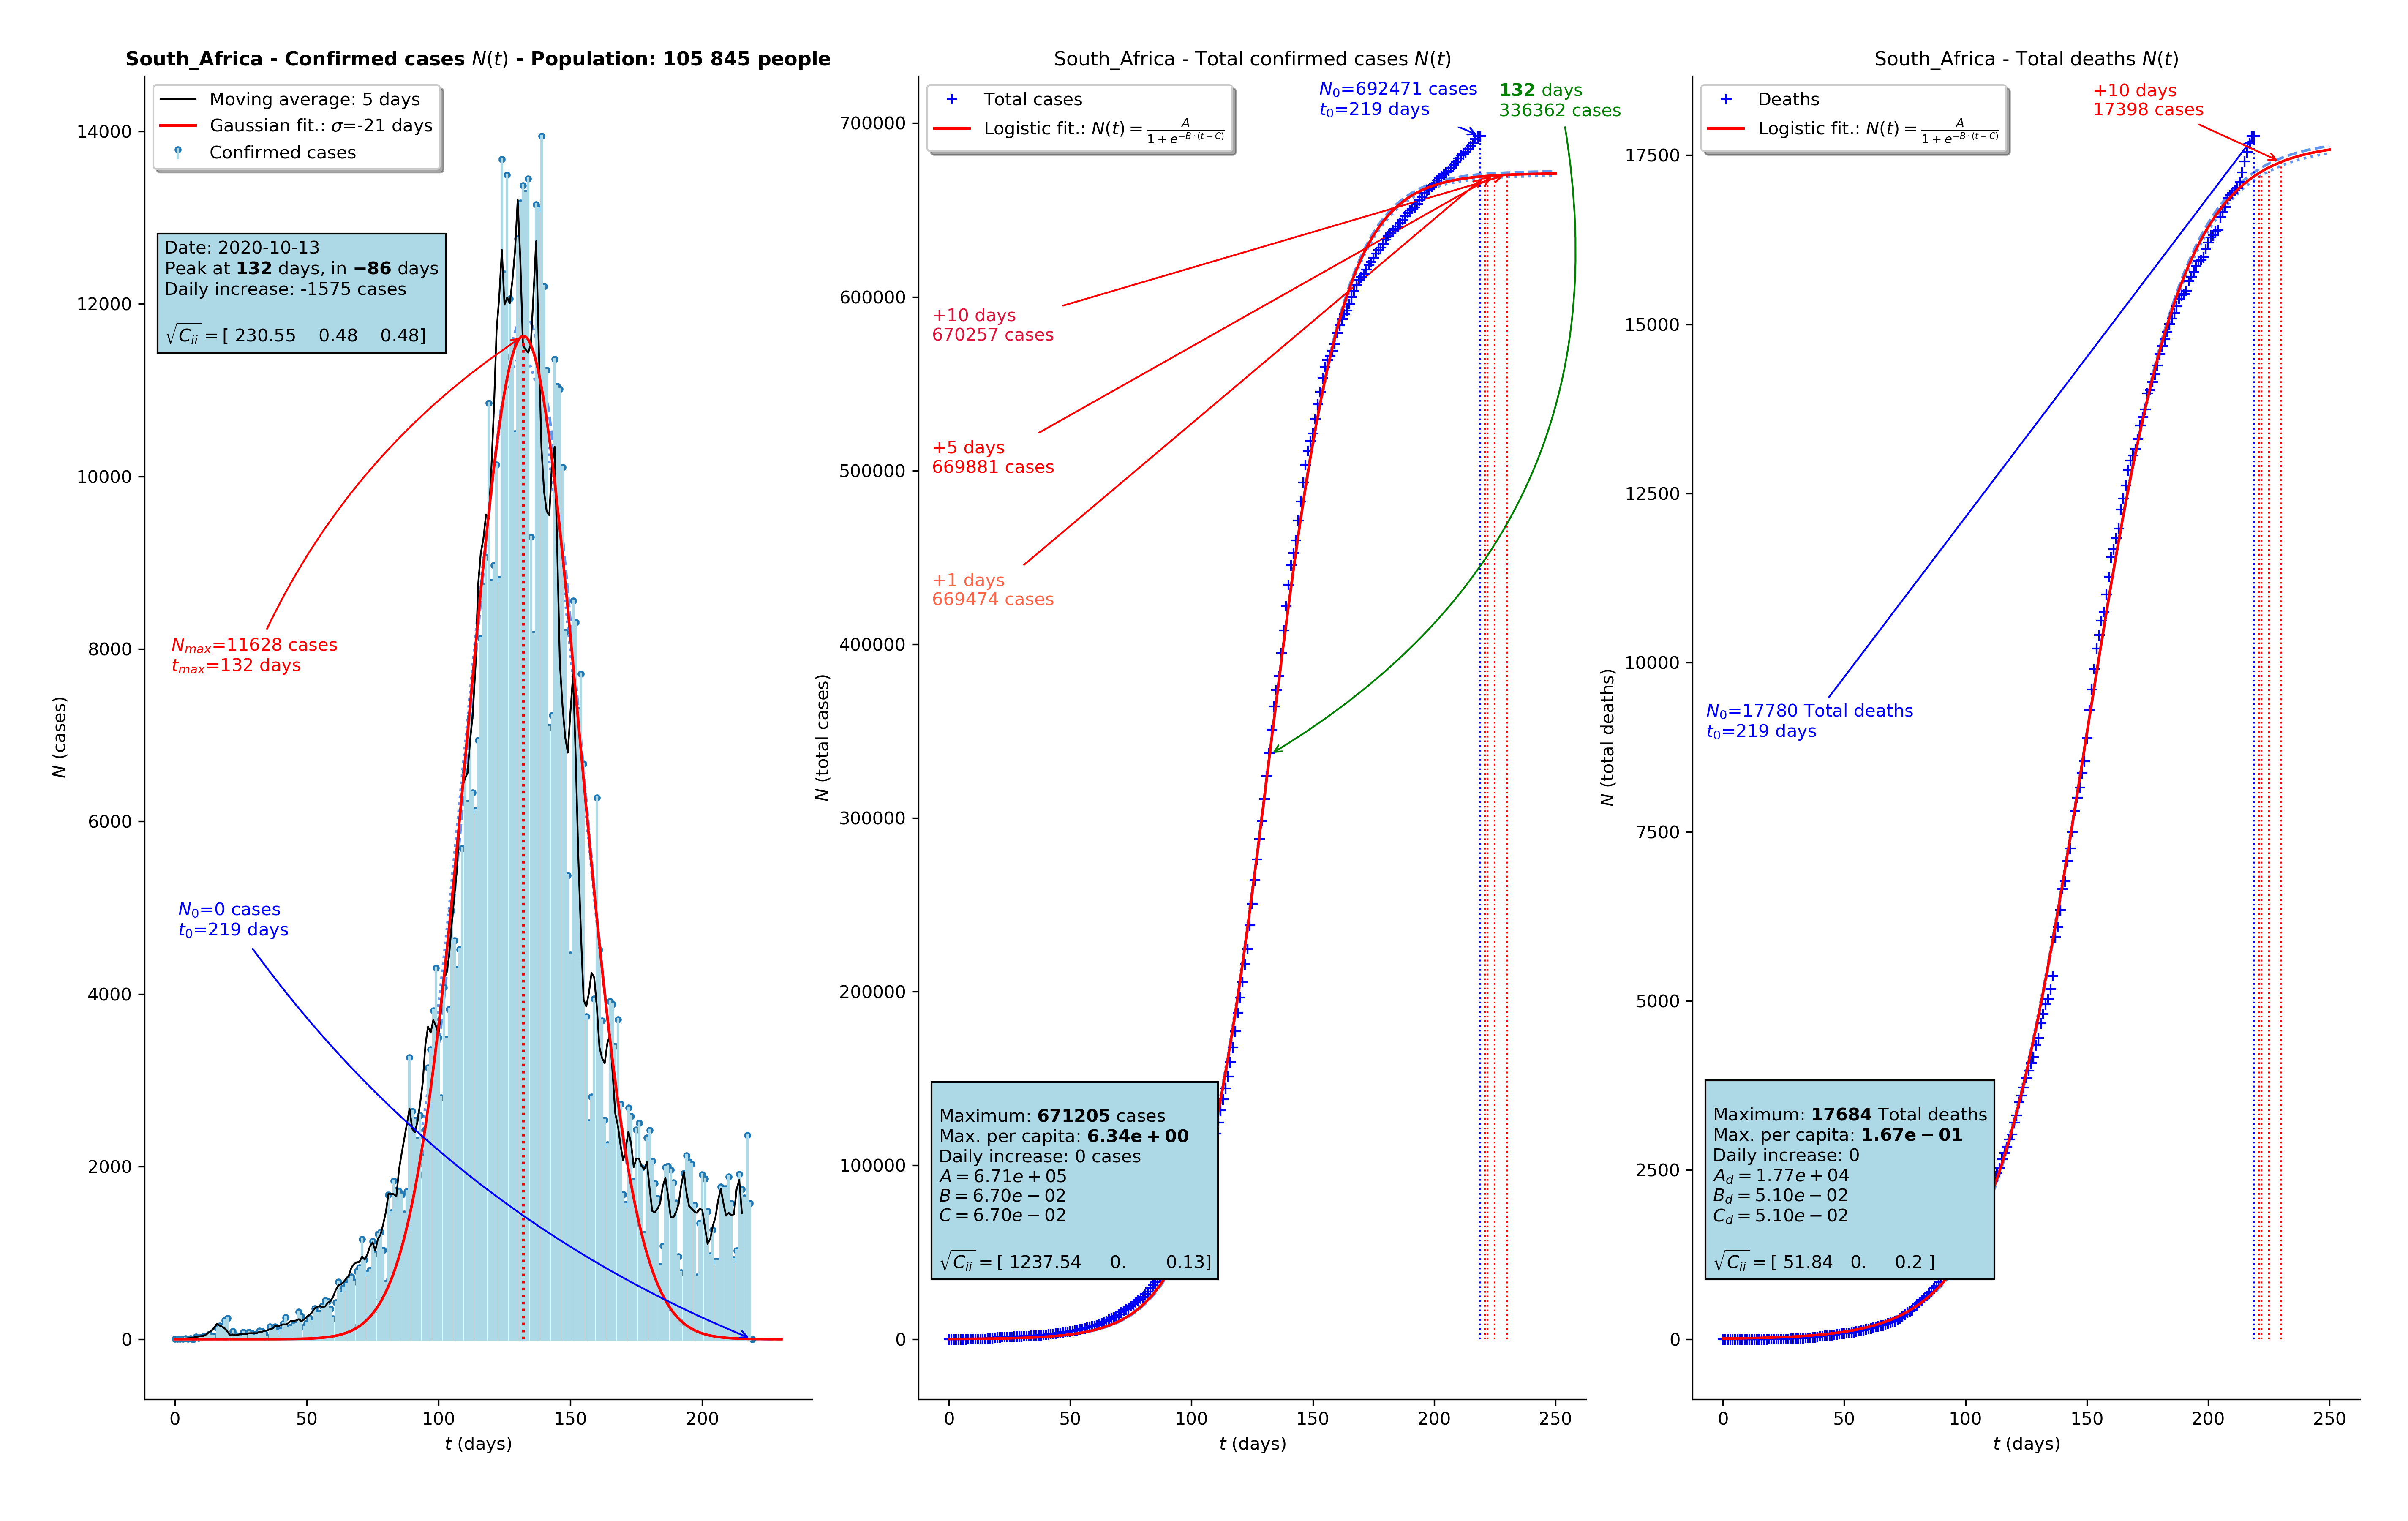 South_Africa - Confirmed cases N(t) - Population: 105 845 people
Moving average: 5 days
Gaussian fit.: σ=-21 days
Confirmed cases
Date: 2020-10-13
Peak at 132 days, in −86 days
Daily increase: -1575 cases
√Cii = [ 230.55 0.48 0.48]
Nmax=11628 cases
tmax=132 days
N0=0 cases
t0=219 days
14000
12000
10000
8000
6000
4000
2000
0
N (cases)
0 50 100 150 200
t (days)
South_Africa - Total confirmed cases N(t)
Total cases
Logistic fit.: N(t) = A / 1 + e^−B·(t−C)
N0=692471 cases
t0=219 days
132 days
336362 cases
+10 days
670257 cases
+5 days
669881 cases
+1 days
669474 cases
Maximum: 671205 cases
Max. per capita: 6.34e + 00
Daily increase: 0 cases
A = 6.71e + 05
B = 6.70e − 02
C = 6.70e − 02
√Cii = [ 1237.54 0. 0.13]
700000
600000
500000
400000
300000
200000
100000
0
N (total cases)
0 50 100 150 200 250
t (days)
South_Africa - Total deaths N(t)
Deaths
Logistic fit.: N(t) = A / 1 + e^−B·(t−C)
+10 days
17398 cases
N0=17780 Total deaths
t0=219 days
Maximum: 17684 Total deaths
Max. per capita: 1.67e − 01
Daily increase: 0
Ad = 1.77e + 04
Bd = 5.10e − 02
Cd = 5.10e − 02
√Cii = [ 51.84 0. 0.2 ]
17500
15000
12500
10000
7500
5000
2500
0
N (total deaths)
0 50 100 150 200 250
t (days)